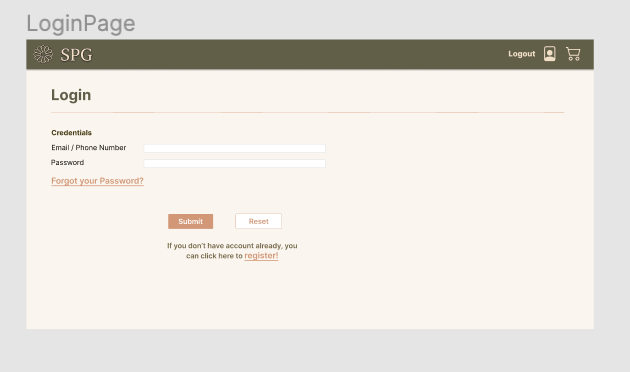 LoginPage
SPG
Logout
Login
Credentials
Email / Phone Number
Password
Forgot your Password?
Submit
Reset
If you don't have account already, you
can click here to register!